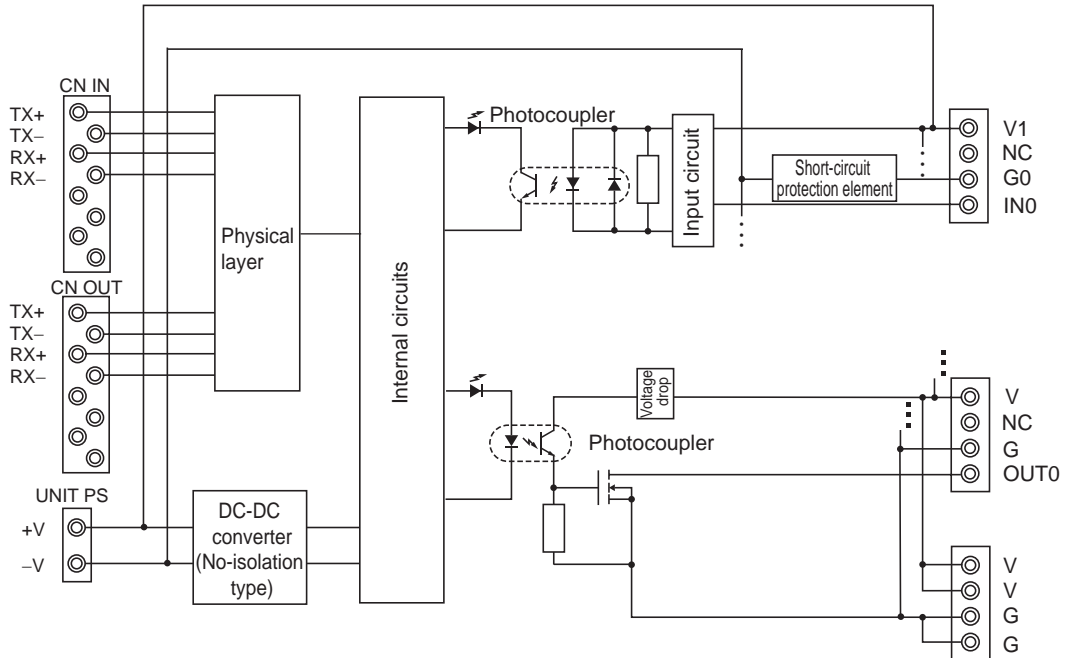 CN IN
TX+
TX−
RX+
RX−
CN OUT
TX+
TX−
RX+
RX−
UNIT PS
+V
−V
Physical
layer
DC-DC
converter
(No-isolation
type)
Internal circuits
Photocoupler
Input circuit
Short-circuit
protection element
V1
NC
G0
IN0
Voltage
drop
Photocoupler
V
NC
G
OUT0
V
V
G
G